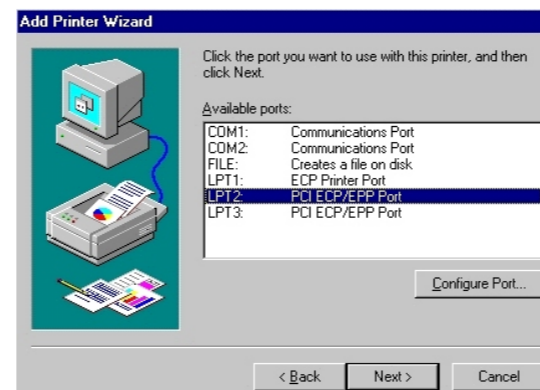 Add Printer Wizard
Click the port you want to use with this printer, and then
click Next.
Available ports:
COM1: Communications Port
COM2: Communications Port
FILE: Creates a file on disk
LPT1: ECP Printer Port
LPT2: PCI ECP/EPP Port
LPT3: PCI ECP/EPP Port
Configure Port...
< Back Next > Cancel